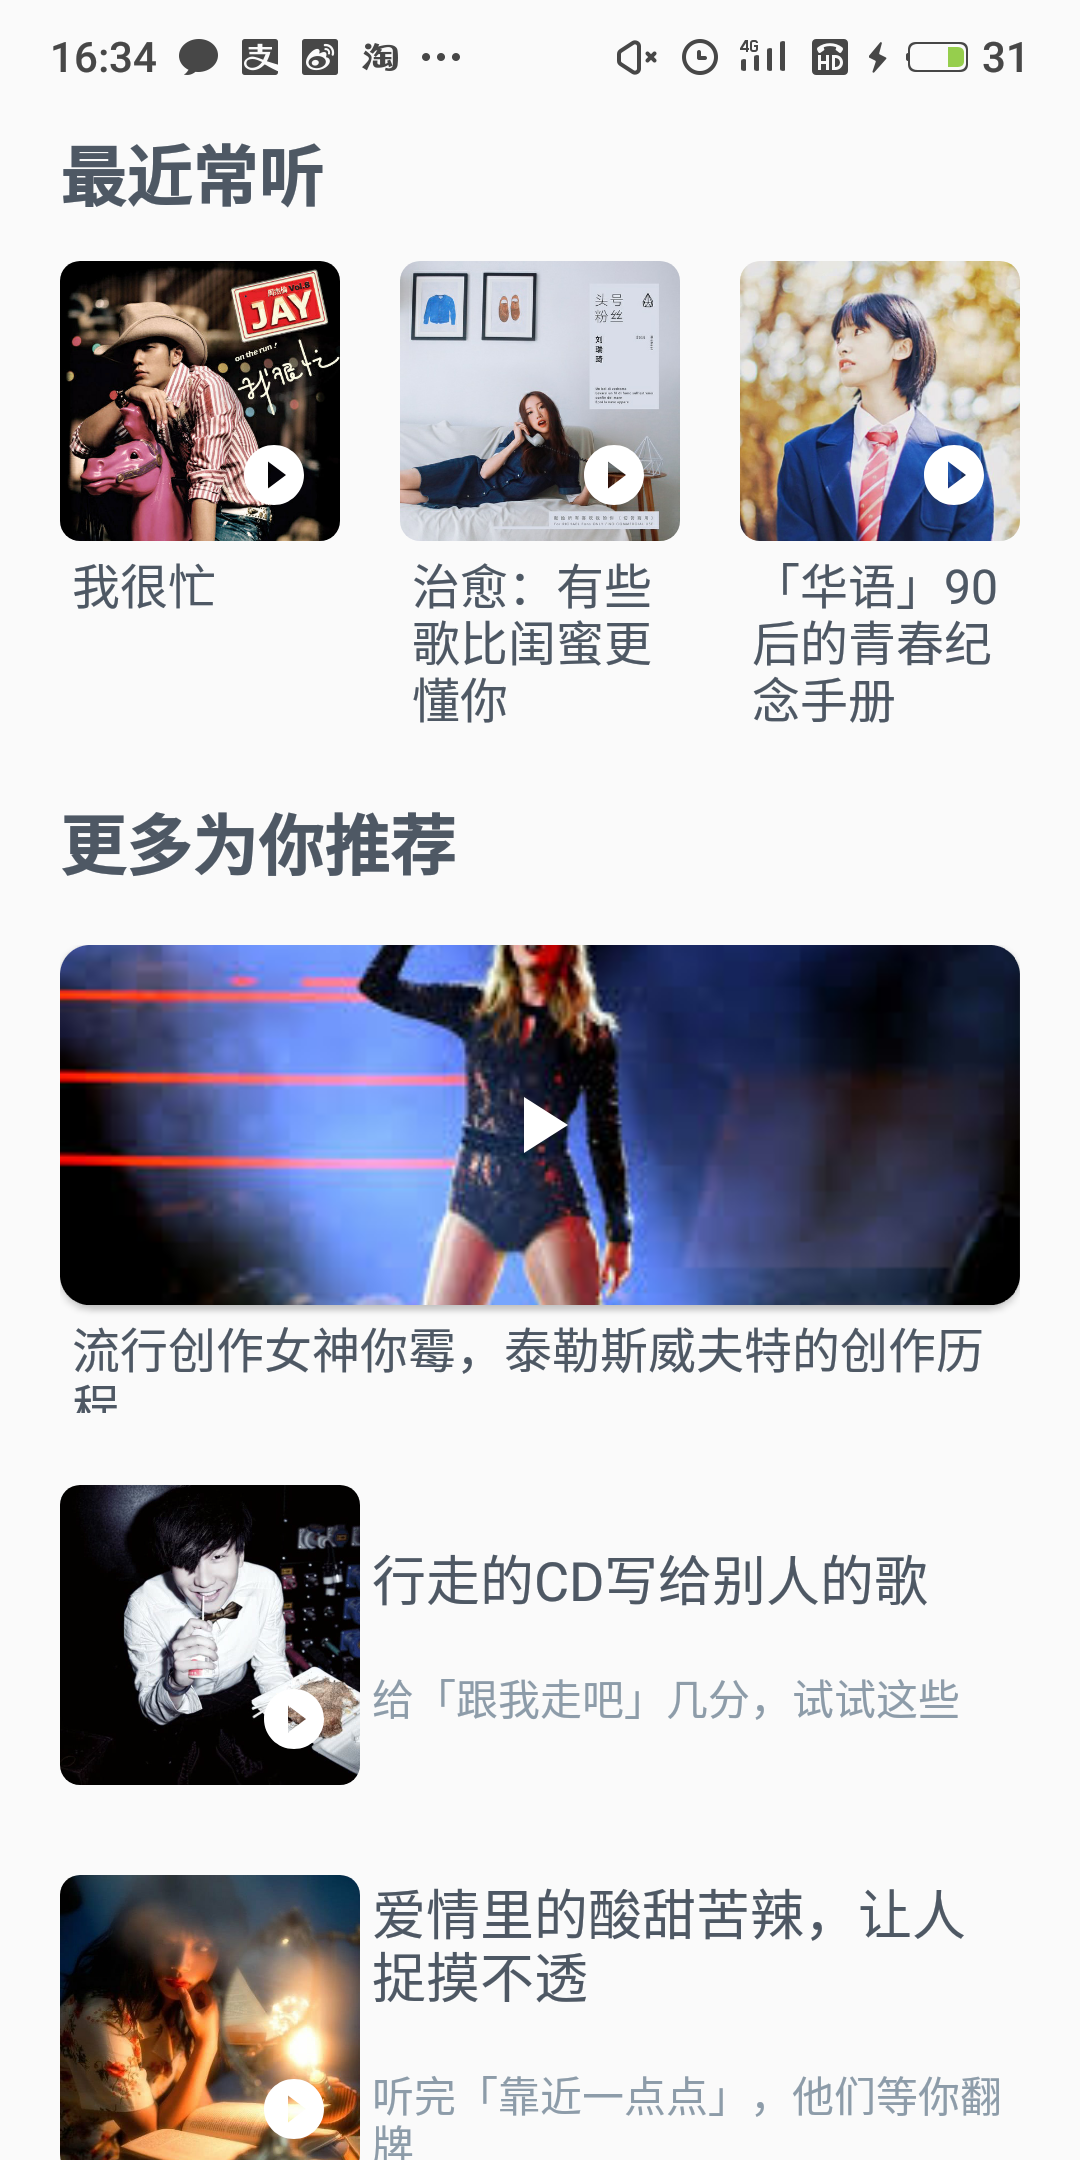 16:34
4G
HD
31
最近常听
周杰倫 Vol.8
JAY
on the run!
我很忙
头号
粉丝
刘
瑞
琦
我很忙
治愈：有些
歌比闺蜜更
懂你
「华语」90
后的青春纪
念手册
更多为你推荐
流行创作女神你霉，泰勒斯威夫特的创作历
程
行走的CD写给别人的歌
给「跟我走吧」几分，试试这些
爱情里的酸甜苦辣，让人
捉摸不透
听完「靠近一点点」，他们等你翻
牌